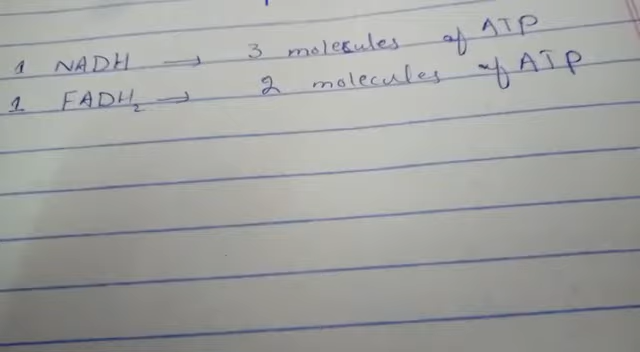 1 NADH → 3 molecules of ATP
1 FADH₂ → 2 molecules of ATP